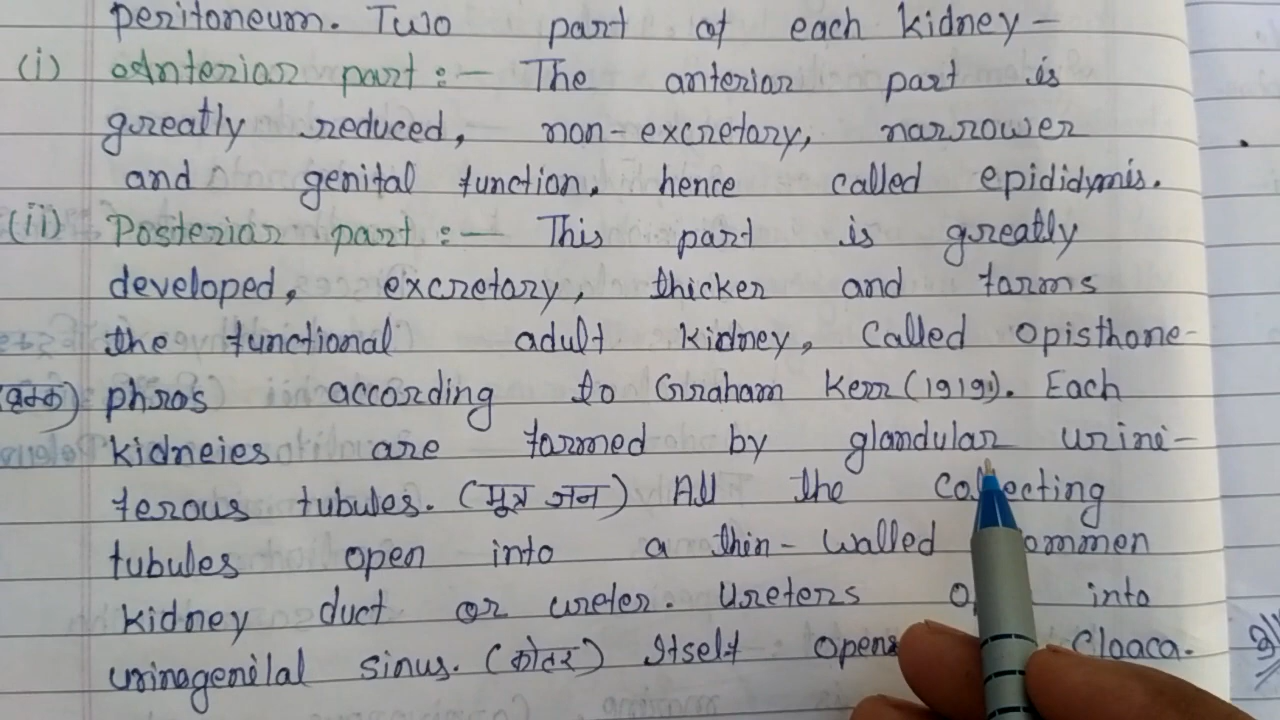 peritoneum. Two part of each kidney –
(i) Anterior part :– The anterior part is
greatly reduced, non-excretory, narrower
and genital function, hence called epididymis.
(ii) Posterior part :– This part is greatly
developed, excretory, thicker and forms
the functional adult kidney, called opisthone-
(वृक्क) phros according to Graham Kerr (1919). Each
kidneies are formed by glandular urini-
ferous tubules. (मूत्र जन) All the collecting
tubules open into a thin-walled ommen
kidney duct or ureter. Ureters into
urinogenital sinus. (कोटर) Itself opens Cloaca.